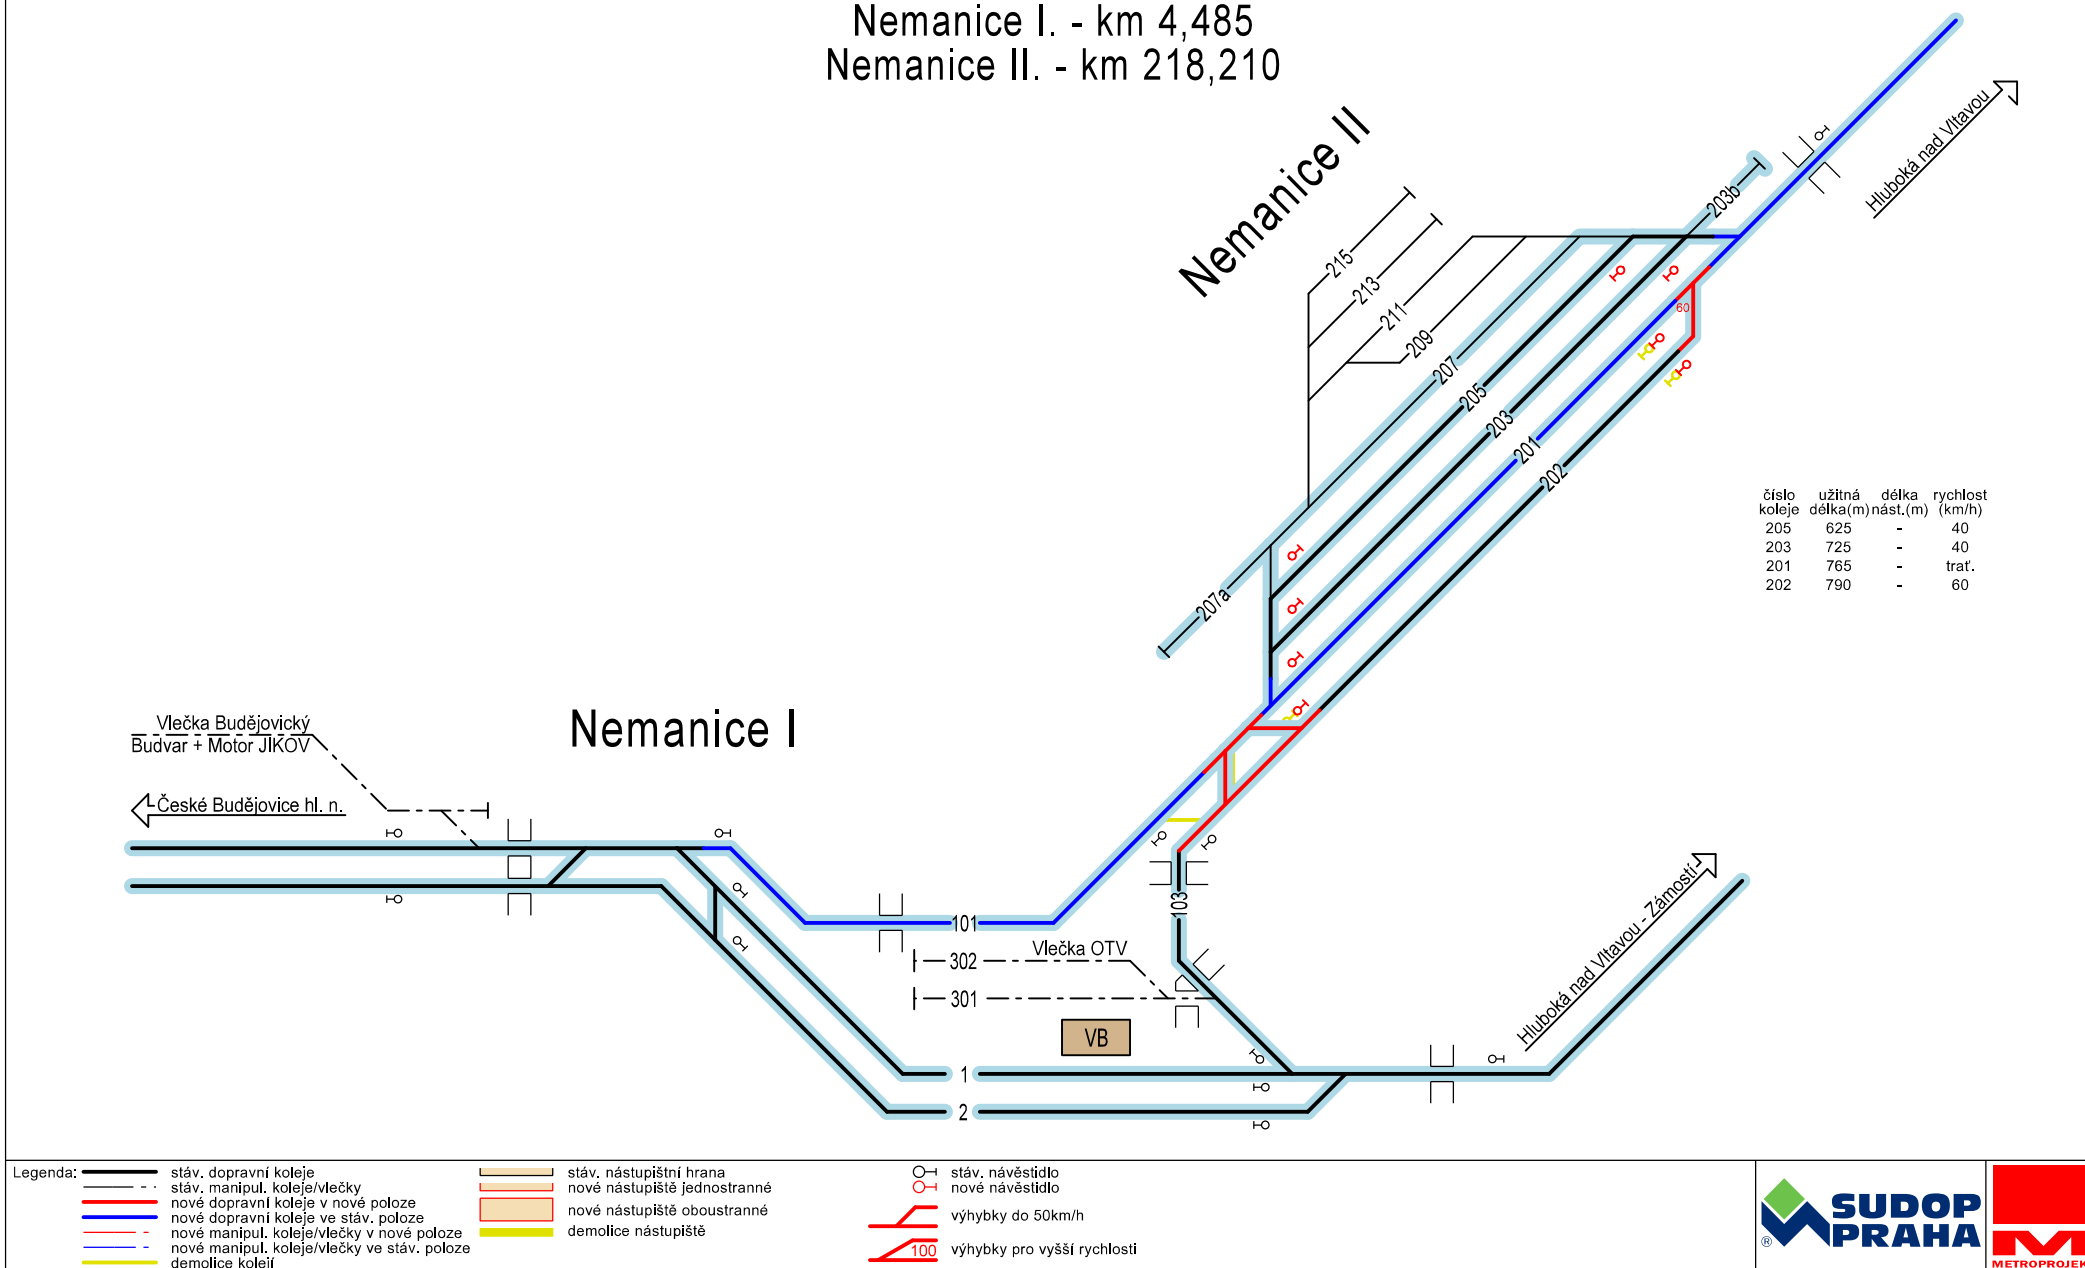 Nemanice I. - km 4,485
Nemanice II. - km 218,210
Nemanice II
Hluboká nad Vltavou
203b
215
213
211
209
207
205
203
201
202
60
207a
číslo koleje užitná délka(m) délka nást.(m) rychlost (km/h)
205 625 - 40
203 725 - 40
201 765 - trať.
202 790 - 60
Nemanice I
Vlečka Budějovický
Budvar + Motor JIKOV
České Budějovice hl. n.
101
103
302
Vlečka OTV
301
VB
1
2
Hluboká nad Vltavou - Zámostí
Legenda:
stáv. dopravní koleje
stáv. manipul. koleje/vlečky
nové dopravní koleje v nové poloze
nové dopravní koleje ve stáv. poloze
nové manipul. koleje/vlečky v nové poloze
nové manipul. koleje/vlečky ve stáv. poloze
demolice kolejí
stáv. nástupištní hrana
nové nástupiště jednostranné
nové nástupiště oboustranné
demolice nástupiště
stáv. návěstidlo
nové návěstidlo
výhybky do 50km/h
100 výhybky pro vyšší rychlosti
® SUDOP
PRAHA
METROPROJEK